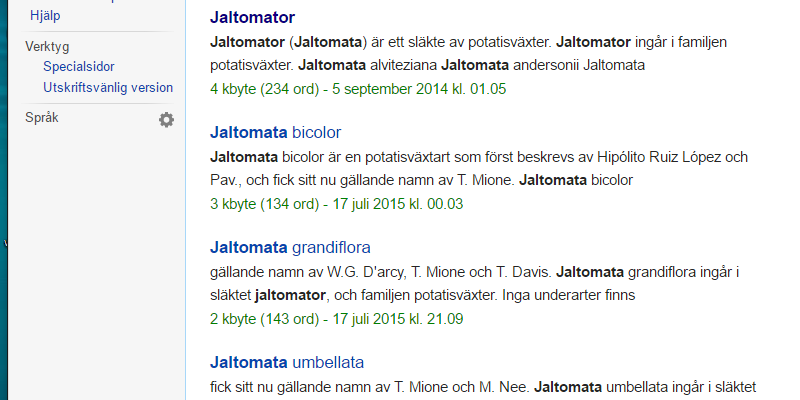 Hjälp
Verktyg
Specialsidor
Utskriftsvänlig version
Språk
Jaltomator
Jaltomator (Jaltomata) är ett släkte av potatisväxter. Jaltomator ingår i familjen
potatisväxter. Jaltomata alviteziana Jaltomata andersonii Jaltomata
4 kbyte (234 ord) - 5 september 2014 kl. 01.05
Jaltomata bicolor
Jaltomata bicolor är en potatisväxtart som först beskrevs av Hipólito Ruiz López och
Pav., och fick sitt nu gällande namn av T. Mione. Jaltomata bicolor
3 kbyte (134 ord) - 17 juli 2015 kl. 00.03
Jaltomata grandiflora
gällande namn av W.G. D'arcy, T. Mione och T. Davis. Jaltomata grandiflora ingår i
släktet jaltomator, och familjen potatisväxter. Inga underarter finns
2 kbyte (143 ord) - 17 juli 2015 kl. 21.09
Jaltomata umbellata
fick sitt nu gällande namn av T. Mione och M. Nee. Jaltomata umbellata ingår i släktet